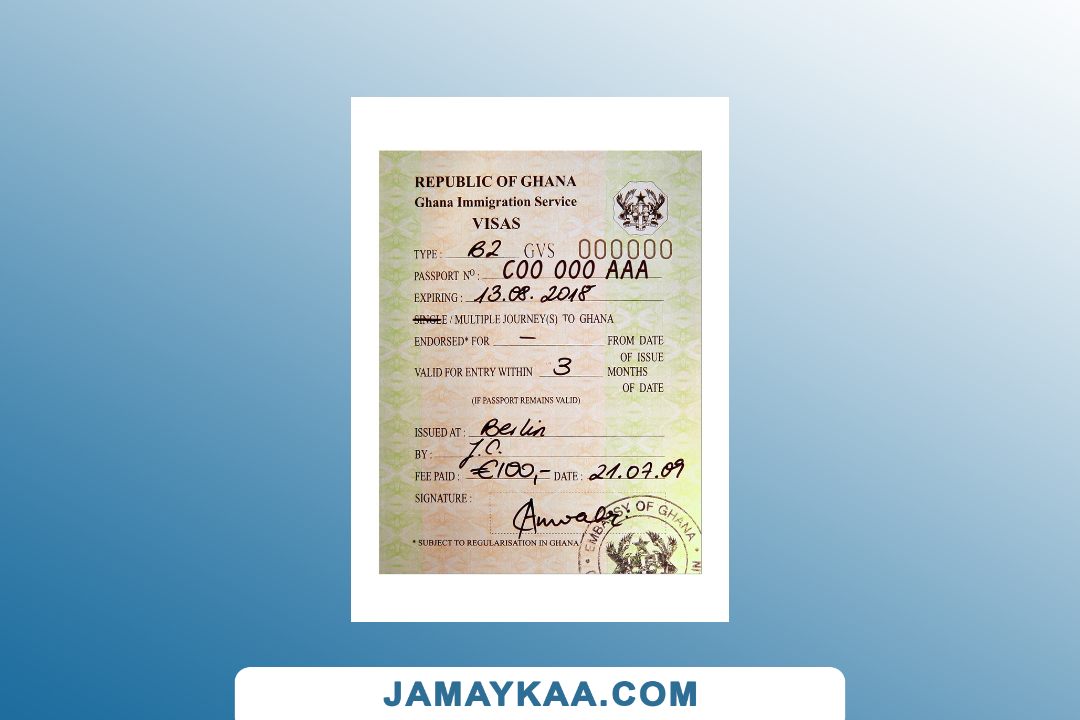 REPUBLIC OF GHANA
Ghana Immigration Service
VISAS
TYPE : B2 GVS 000000
PASSPORT Nº : C00 000 AAA
EXPIRING : 13.08.2018
SINGLE / MULTIPLE JOURNEY(S) TO GHANA
ENDORSED* FOR — FROM DATE
OF ISSUE
VALID FOR ENTRY WITHIN 3 MONTHS
OF DATE
(IF PASSPORT REMAINS VALID)
ISSUED AT : Berlin
BY : J.C.
FEE PAID : €100,- DATE : 21.07.09
SIGNATURE :
* SUBJECT TO REGULARISATION IN GHANA
EMBASSY OF GHANA
JAMAYKAA.COM